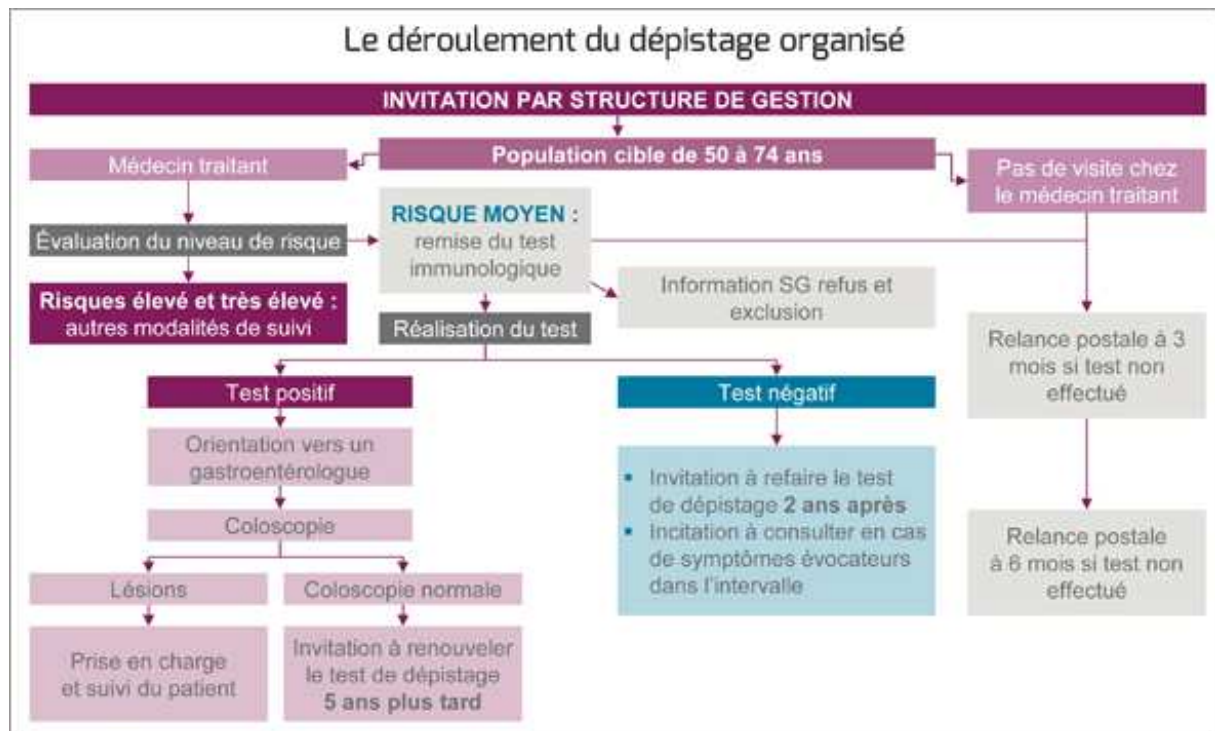 Le déroulement du dépistage organisé
INVITATION PAR STRUCTURE DE GESTION
Population cible de 50 à 74 ans
Médecin traitant
Pas de visite chez
le médecin traitant
RISQUE MOYEN :
remise du test
immunologique
Évaluation du niveau de risque
Risques élevé et très élevé :
autres modalités de suivi
Information SG refus et
exclusion
Réalisation du test
Relance postale à 3
mois si test non
effectué
Test positif
Test négatif
Orientation vers un
gastroentérologue
▪ Invitation à refaire le test
de dépistage 2 ans après
▪ Incitation à consulter en cas
de symptômes évocateurs
dans l'intervalle
Coloscopie
Relance postale
à 6 mois si test non
effectué
Lésions
Coloscopie normale
Prise en charge
et suivi du patient
Invitation à renouveler
le test de dépistage
5 ans plus tard